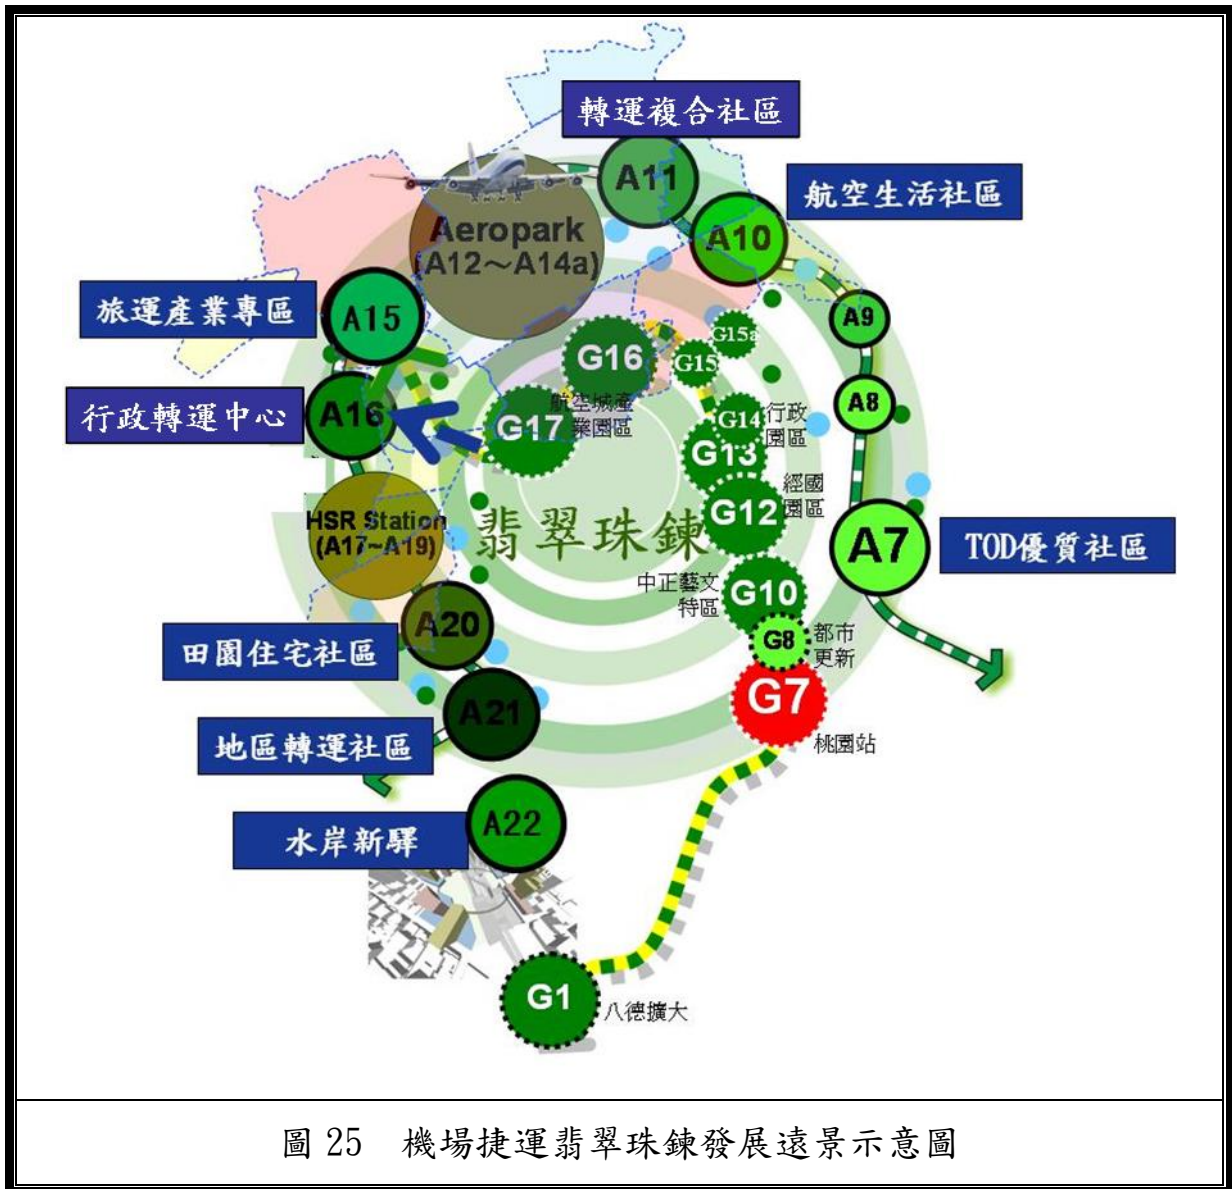 轉運複合社區
A11
航空生活社區
A10
Aeropark
(A12～A14a)
旅運產業專區
A15
A9
G15a
G16
G15
航空城產
業園區
行政轉運中心
A16
A8
G17
G14
行政
園區
G13
經國
園區
G12
HSR Station
(A17~A19)
翡翠珠鍊
A7
TOD優質社區
中正藝文
特區
G10
A20
G8
都市
更新
田園住宅社區
G7
桃園站
A21
地區轉運社區
A22
水岸新驛
G1
八德擴大
圖 25 機場捷運翡翠珠鍊發展遠景示意圖